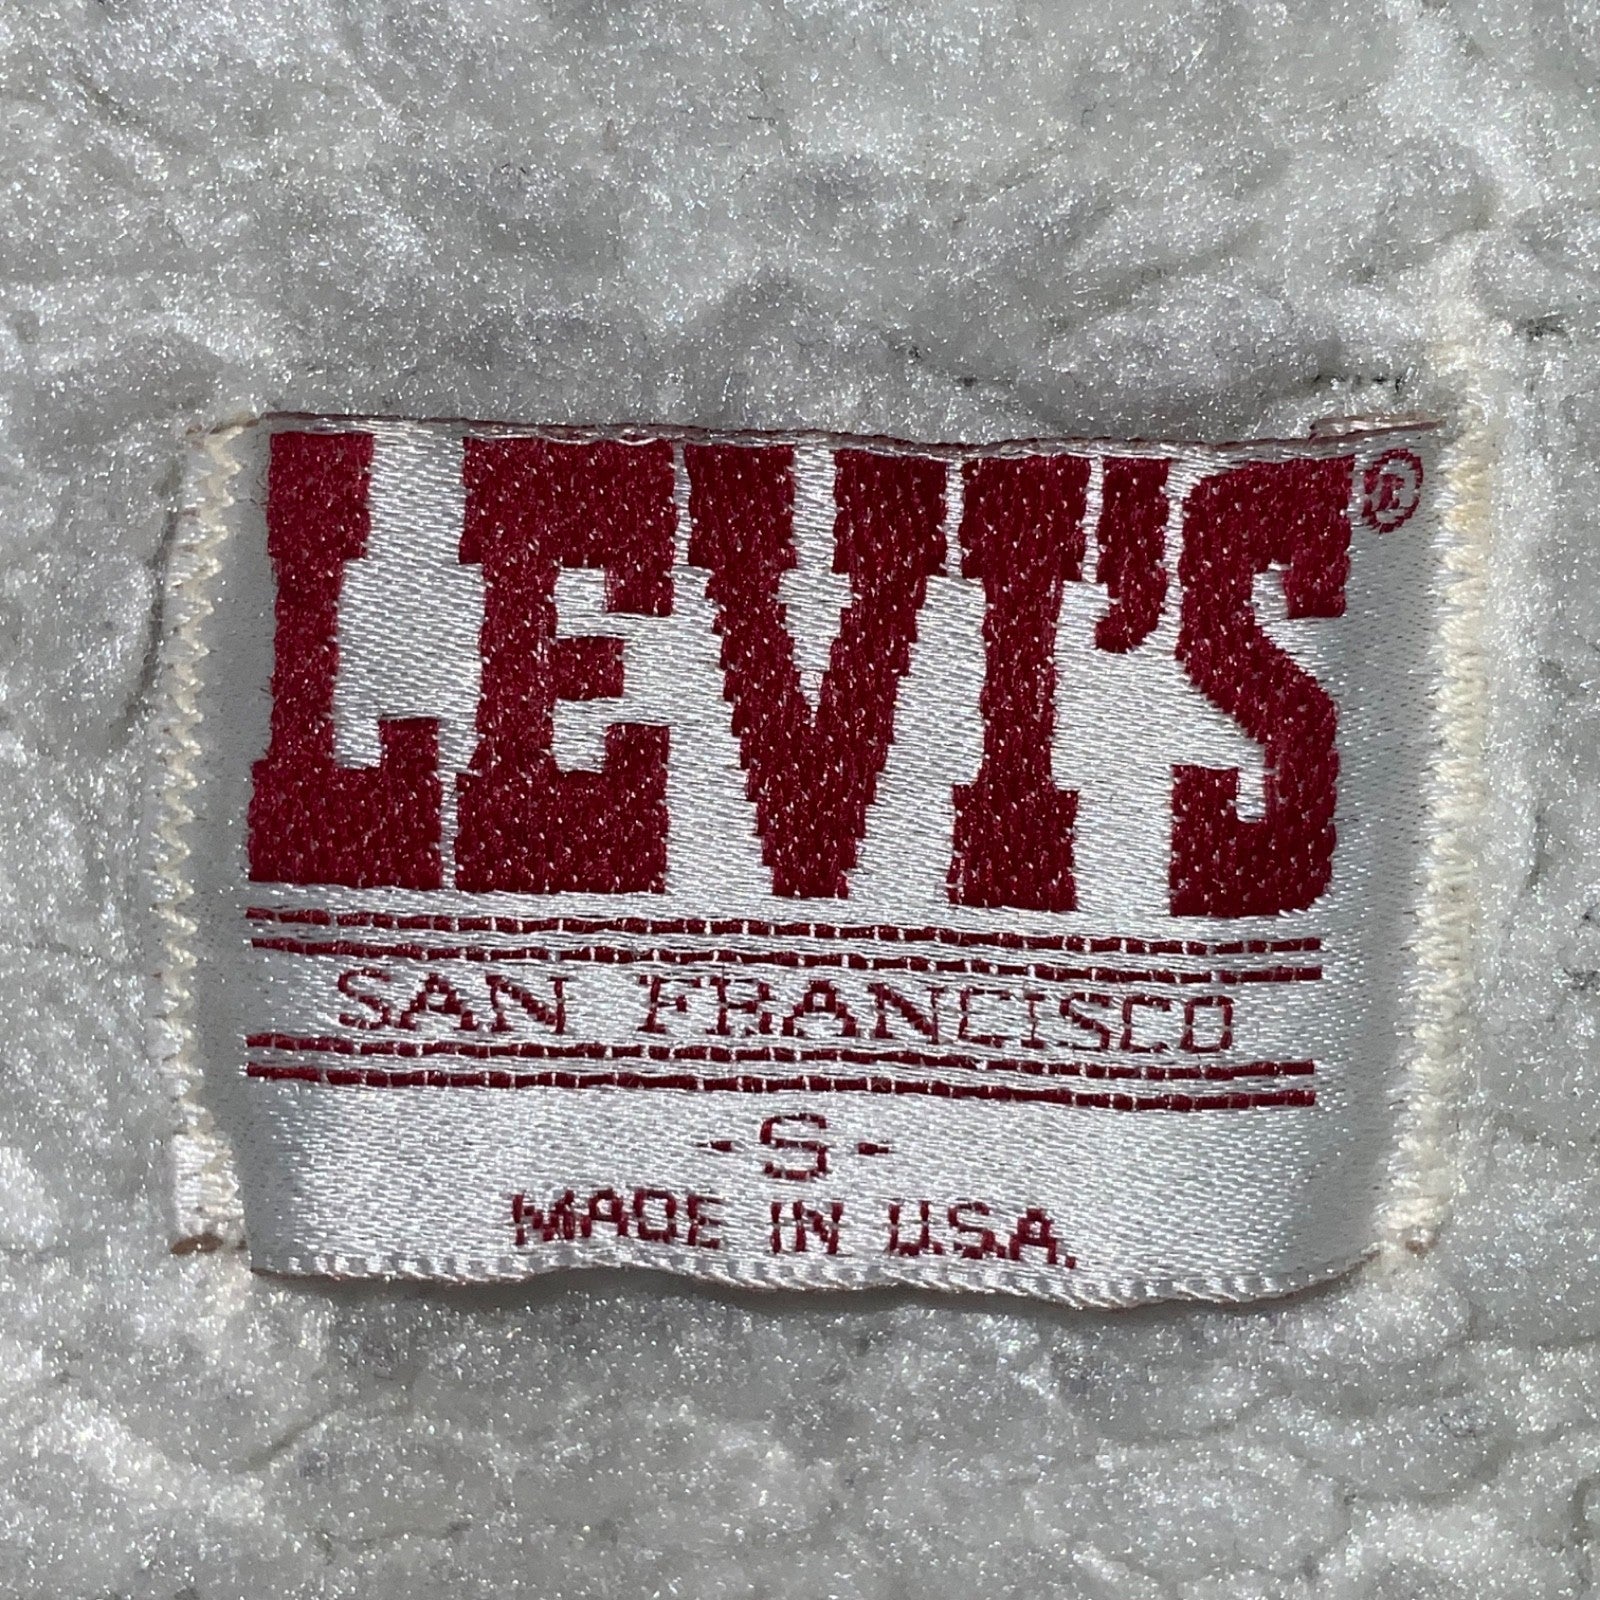 LEVI'S®
SAN FRANCISCO
-S-
MADE IN U.S.A.